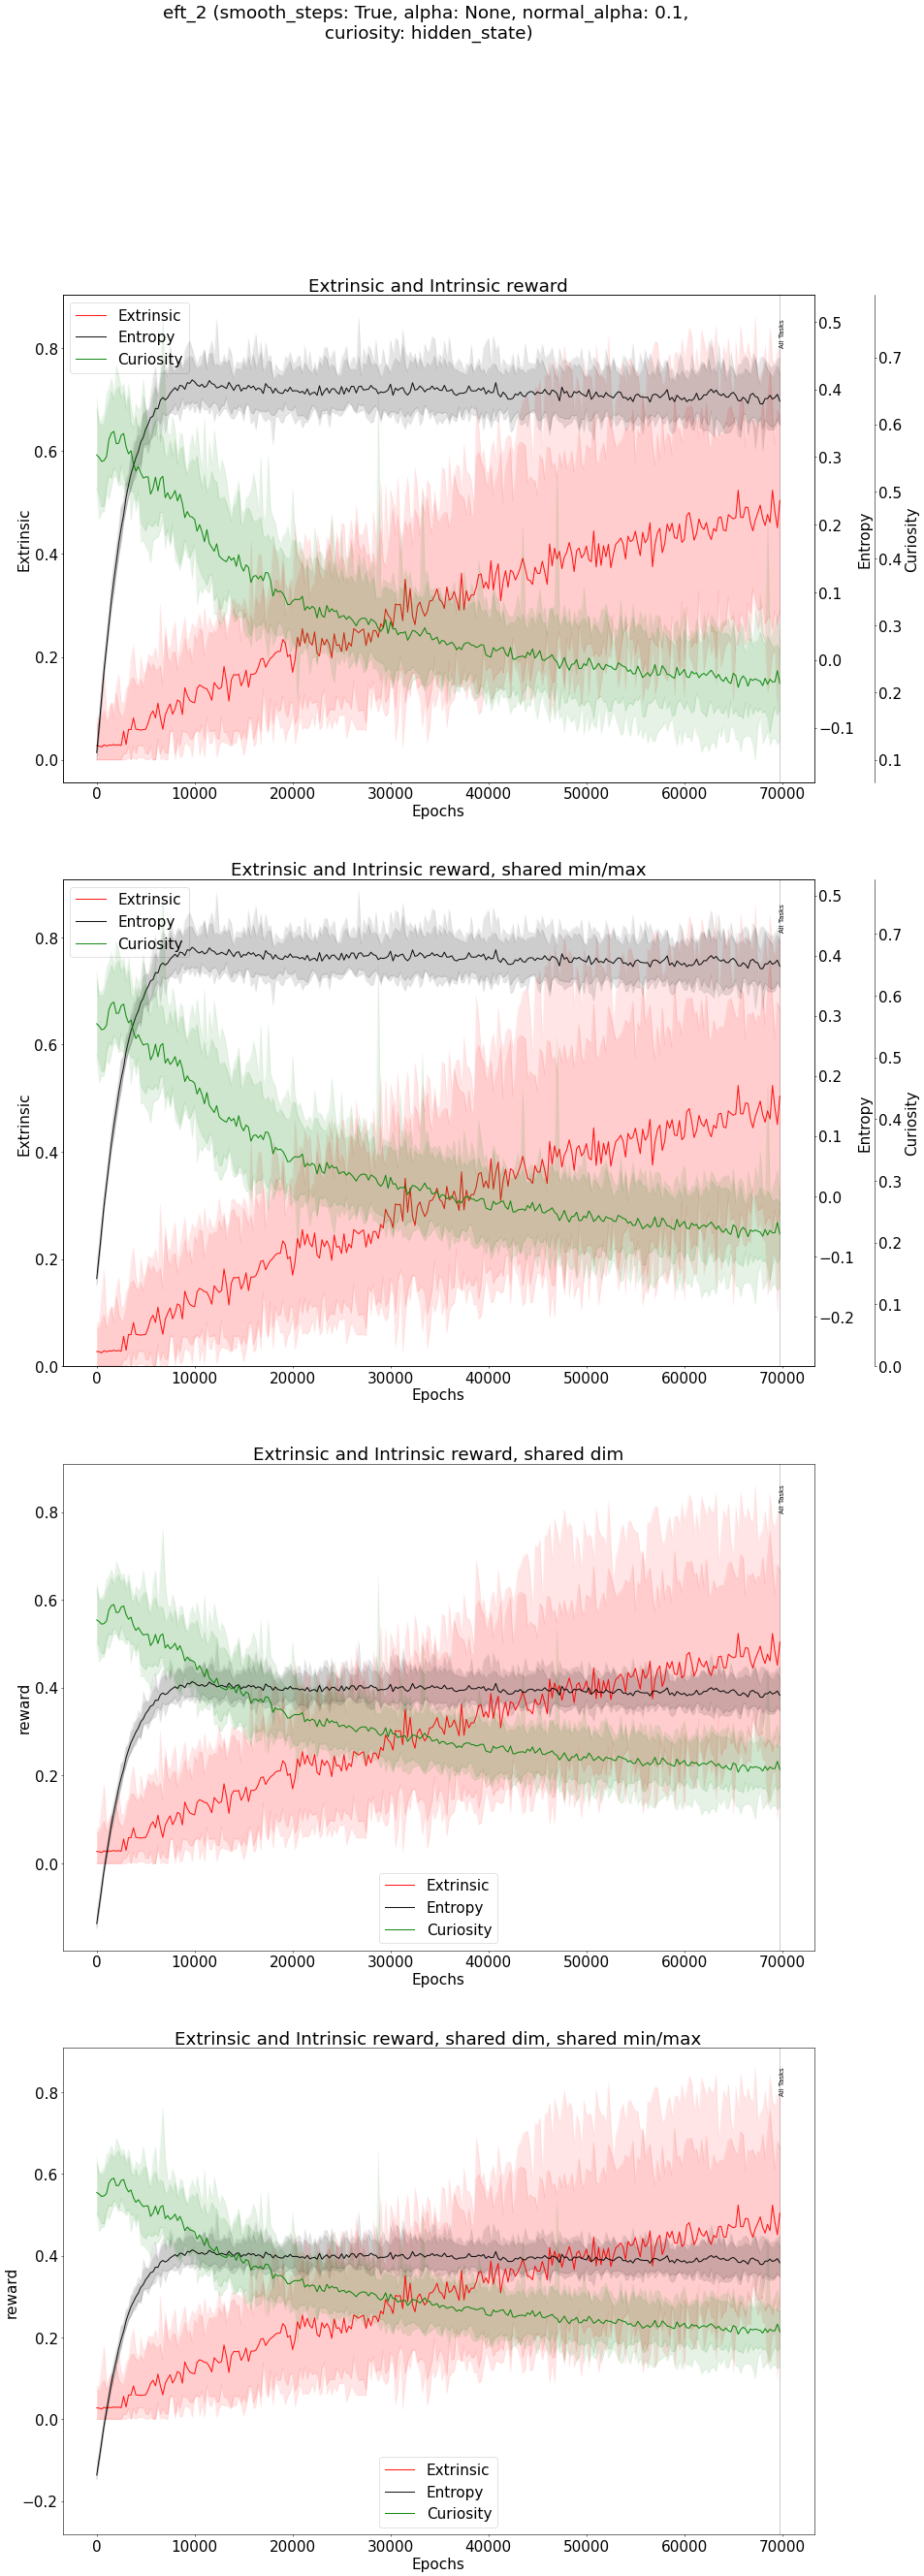 eft_2 (smooth_steps: True, alpha: None, normal_alpha: 0.1,
curiosity: hidden_state)
Extrinsic and Intrinsic reward
Extrinsic
Entropy
Curiosity
All Tasks
0.8
0.6
0.4
0.2
0.0
Extrinsic
0.5
0.4
0.3
0.2
0.1
0.0
−0.1
Entropy
0.7
0.6
0.5
0.4
0.3
0.2
0.1
Curiosity
0 10000 20000 30000 40000 50000 60000 70000
Epochs
Extrinsic and Intrinsic reward, shared min/max
Extrinsic
Entropy
Curiosity
All Tasks
0.8
0.6
0.4
0.2
0.0
Extrinsic
0.5
0.4
0.3
0.2
0.1
0.0
−0.1
−0.2
Entropy
0.7
0.6
0.5
0.4
0.3
0.2
0.1
0.0
Curiosity
0 10000 20000 30000 40000 50000 60000 70000
Epochs
Extrinsic and Intrinsic reward, shared dim
All Tasks
0.8
0.6
0.4
0.2
0.0
reward
Extrinsic
Entropy
Curiosity
0 10000 20000 30000 40000 50000 60000 70000
Epochs
Extrinsic and Intrinsic reward, shared dim, shared min/max
All Tasks
0.8
0.6
0.4
0.2
0.0
−0.2
reward
Extrinsic
Entropy
Curiosity
0 10000 20000 30000 40000 50000 60000 70000
Epochs